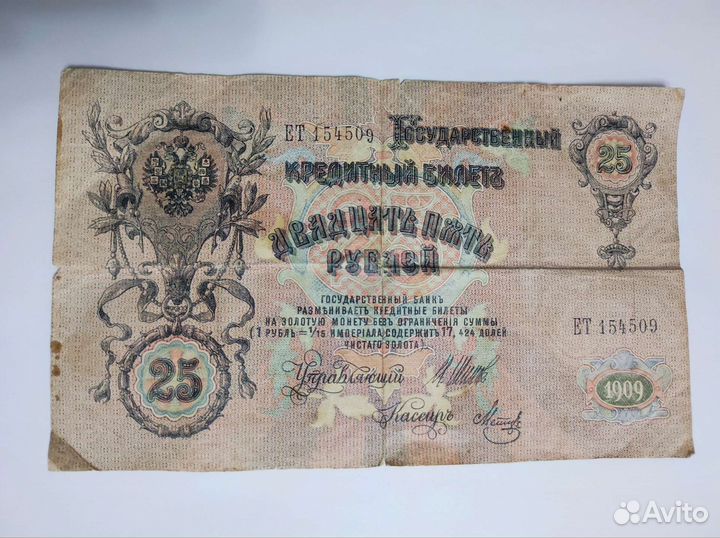 ЕТ 154509
Государственный
кредитный билетъ
двадцать пять
рублей
25
ГОСУДАРСТВЕННЫЙ БАНКЪ
РАЗМѢНИВАЕТЪ КРЕДИТНЫЕ БИЛЕТЫ
НА ЗОЛОТУЮ МОНЕТУ БЕЗЪ ОГРАНИЧЕНІЯ СУММЫ
(1 РУБЛЬ = 1/15 ИМПЕРІАЛА, СОДЕРЖИТЪ 17,424 ДОЛЕЙ
ЧИСТАГО ЗОЛОТА)
ЕТ 154509
25
Управляющій
Кассиръ
1909
Avito